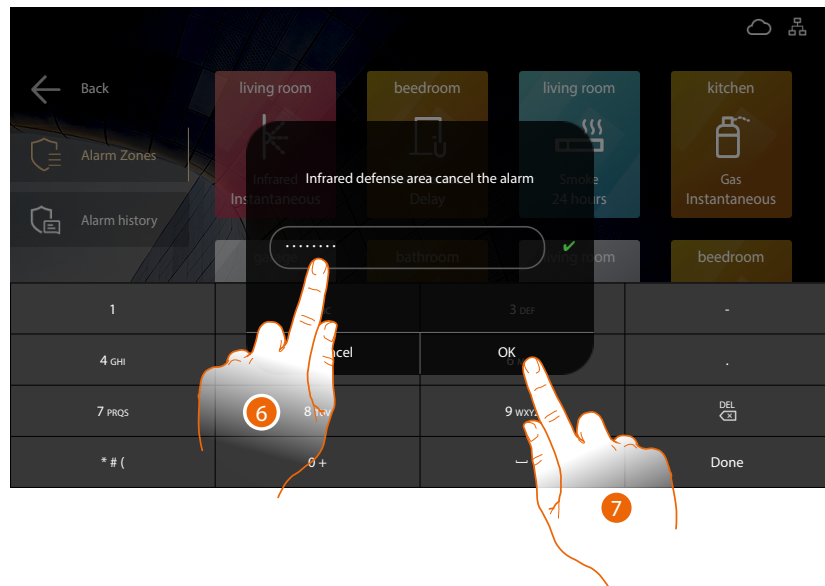 Back
Alarm Zones
Alarm history
living room
Infrared
Instantaneous
beedroom
Delay
living room
Smoke
24 hours
kitchen
Gas
Instantaneous
Infrared defense area cancel the alarm
........
bathroom
living room
beedroom
OK
1
3 DEF
-
4 GHI
.
7 PRQS
8
9 WXYZ
DEL
* # (
0 +
Done
6
7